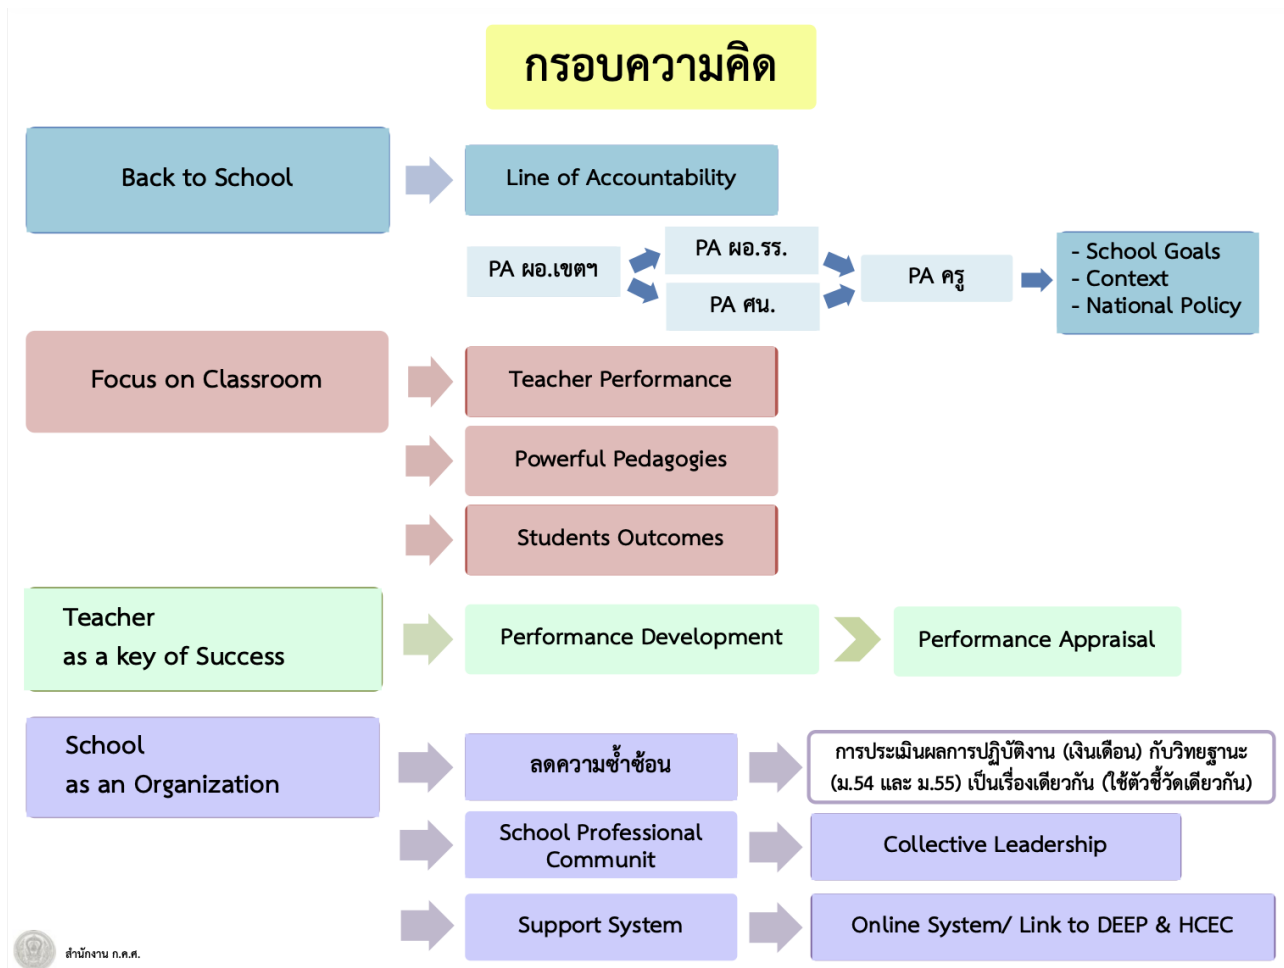 กรอบความคิด
Back to School
Line of Accountability
PA ผอ.เขตฯ
PA ผอ.รร.
PA ศน.
PA ครู
- School Goals
- Context
- National Policy
Focus on Classroom
Teacher Performance
Powerful Pedagogies
Students Outcomes
Teacher
as a key of Success
Performance Development
Performance Appraisal
School
as an Organization
ลดความซ้ำซ้อน
การประเมินผลการปฏิบัติงาน (เงินเดือน) กับวิทยฐานะ
(ม.54 และ ม.55) เป็นเรื่องเดียวกัน (ใช้ตัวชี้วัดเดียวกัน)
School Professional
Communit
Collective Leadership
Support System
Online System/ Link to DEEP & HCEC
สำนักงาน ก.ค.ศ.